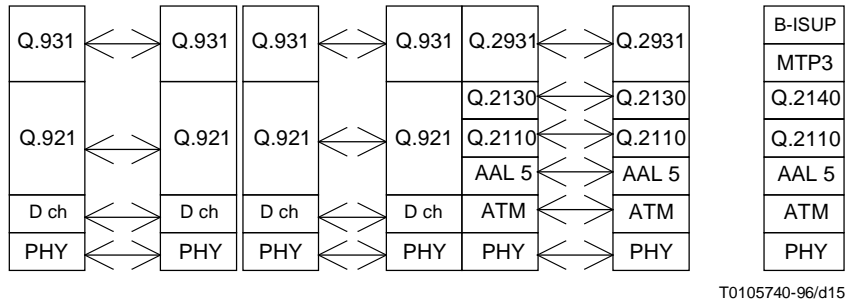 B-ISUP
Q.931 Q.931 Q.931 Q.931 Q.2931 Q.2931
MTP3
Q.2130 Q.2130 Q.2140
Q.921 Q.921 Q.921 Q.921 Q.2110 Q.2110 Q.2110
AAL 5 AAL 5 AAL 5
D ch D ch D ch D ch ATM ATM ATM
PHY PHY PHY PHY PHY PHY PHY
T0105740-96/d15